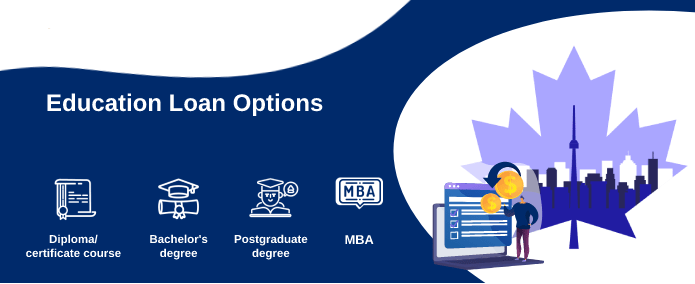 Education Loan Options
MBA
Diploma/
certificate course
Bachelor's
degree
Postgraduate
degree
MBA
$
$